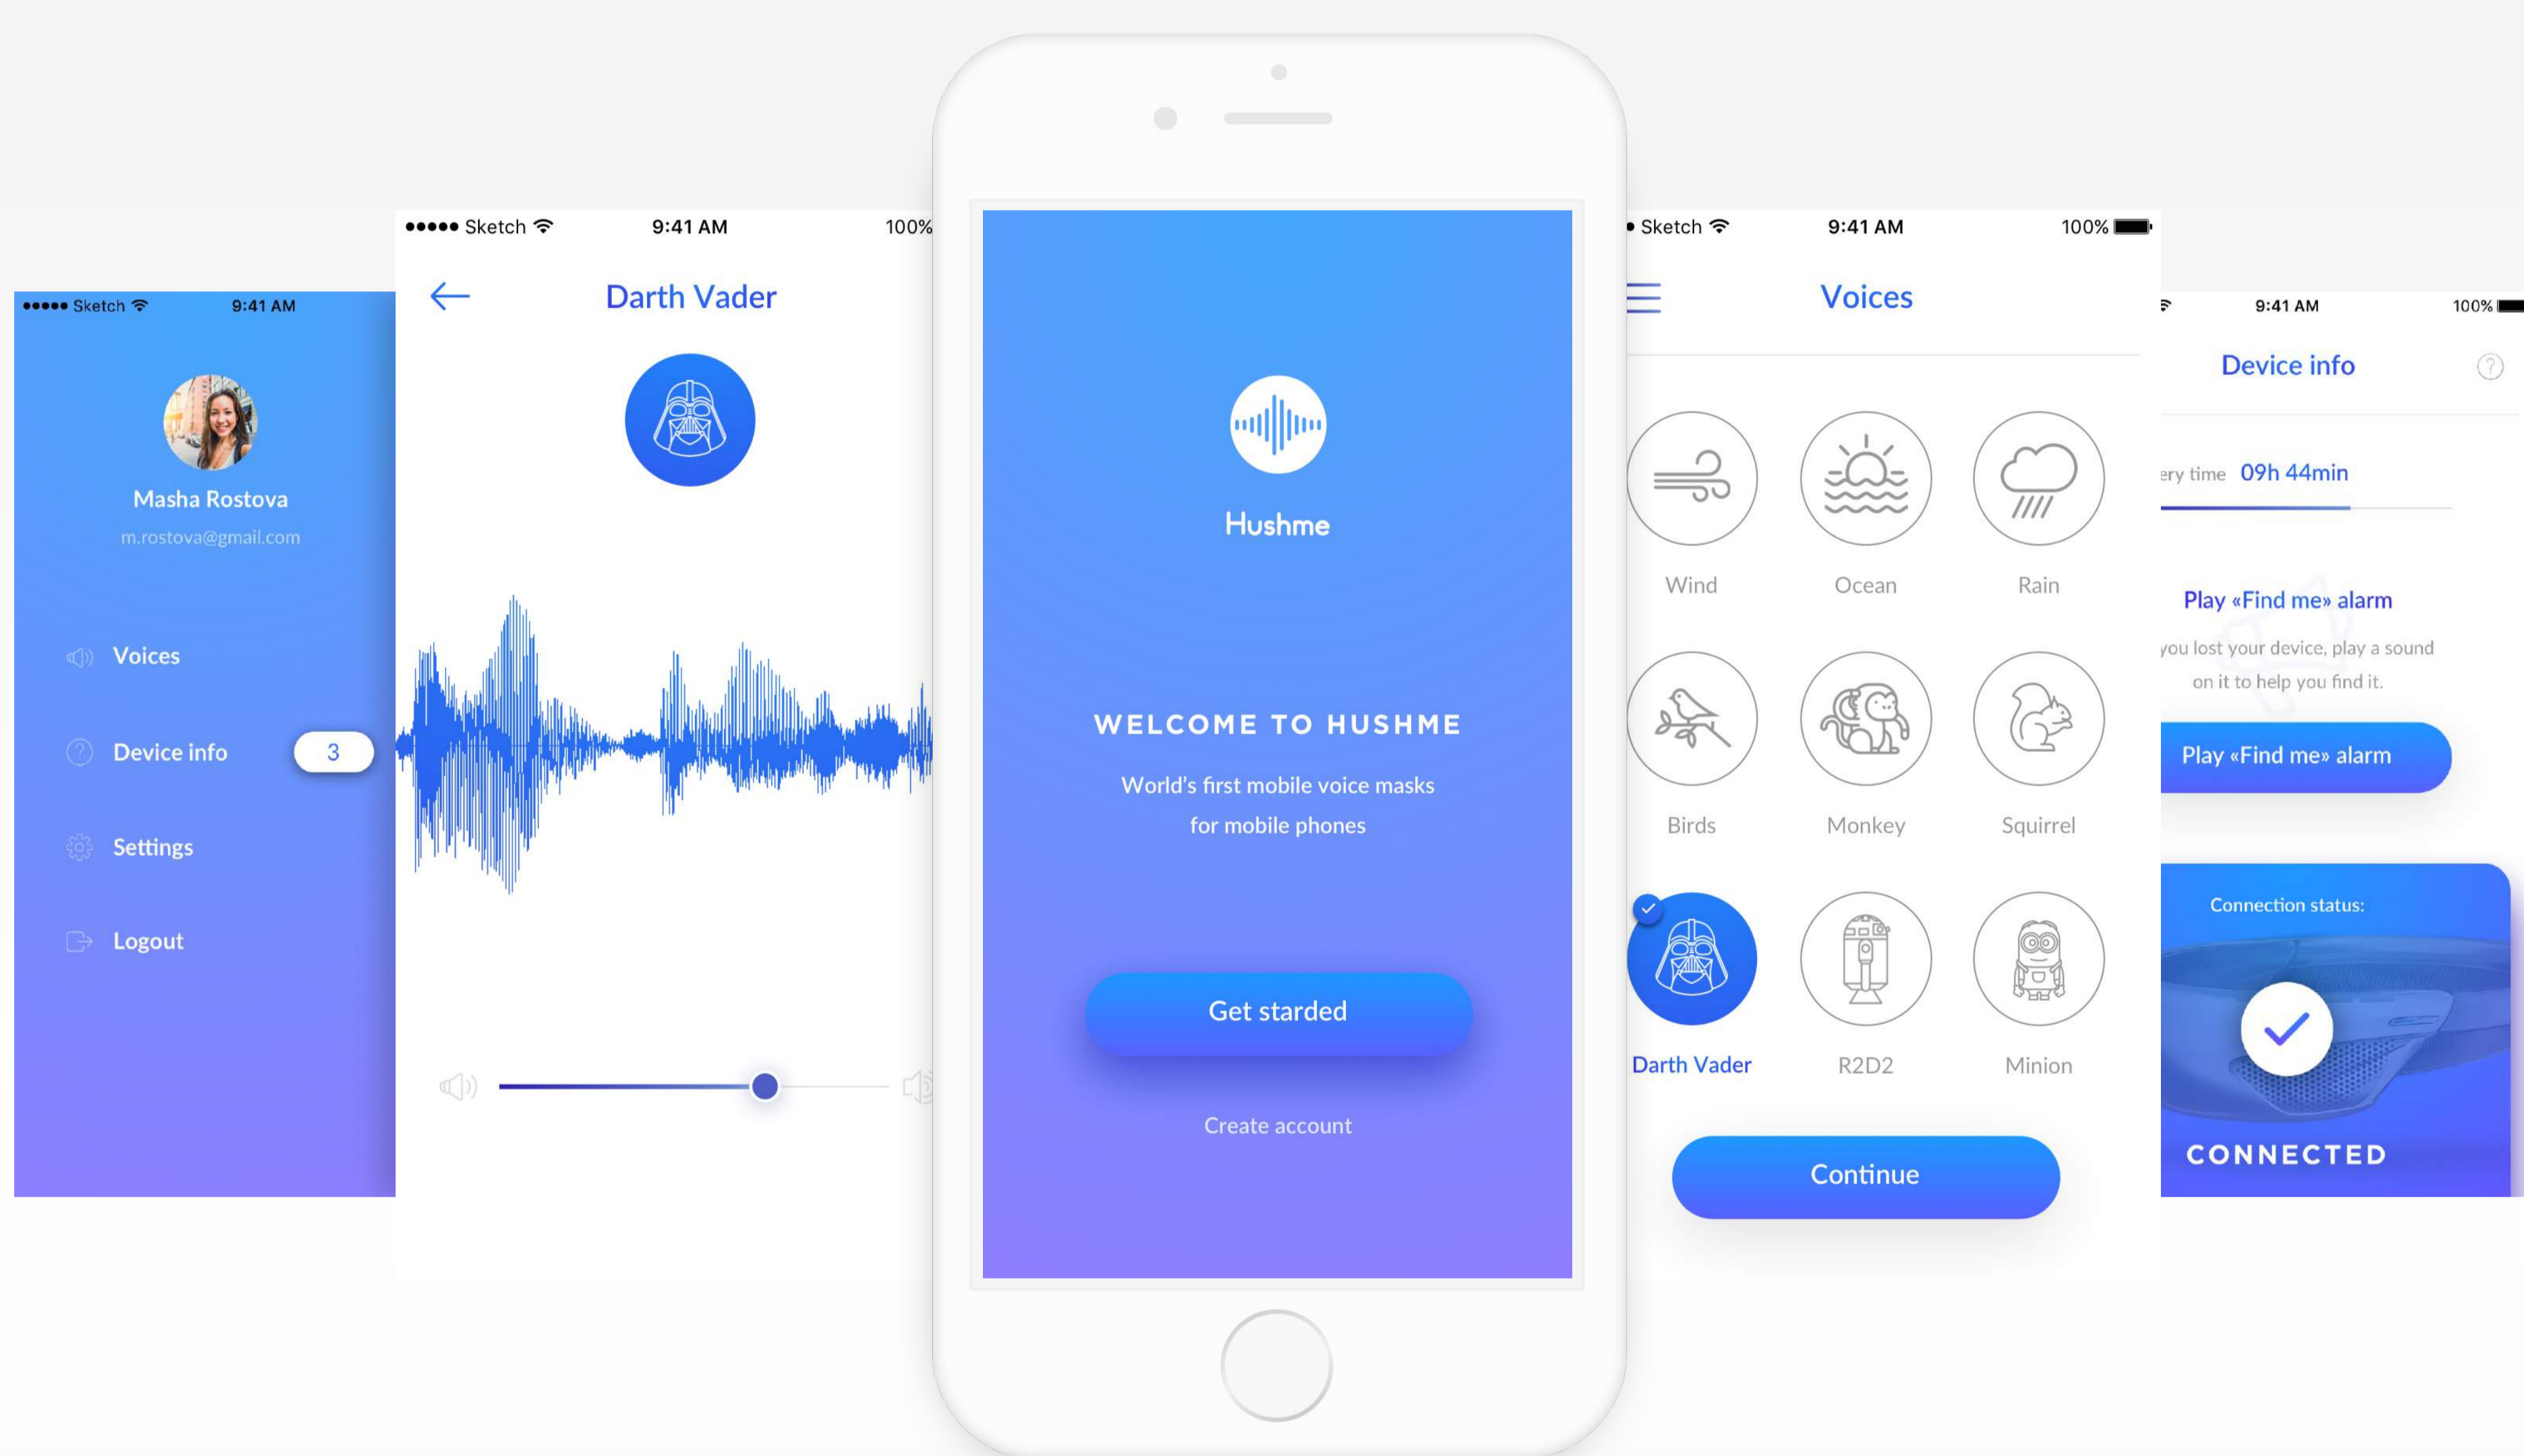 Sketch 9:41 AM
Masha Rostova
m.rostova@gmail.com
Voices
Device info 3
Settings
Logout
Sketch 9:41 AM 100%
Darth Vader
Hushme
WELCOME TO HUSHME
World's first mobile voice masks
for mobile phones
Get starded
Create account
Sketch 9:41 AM 100%
Voices
Wind Ocean Rain
Birds Monkey Squirrel
Darth Vader R2D2 Minion
Continue
9:41 AM 100%
Device info ?
time 09h 44min
Play «Find me» alarm
you lost your device, play a sound
on it to help you find it.
Play «Find me» alarm
Connection status:
CONNECTED